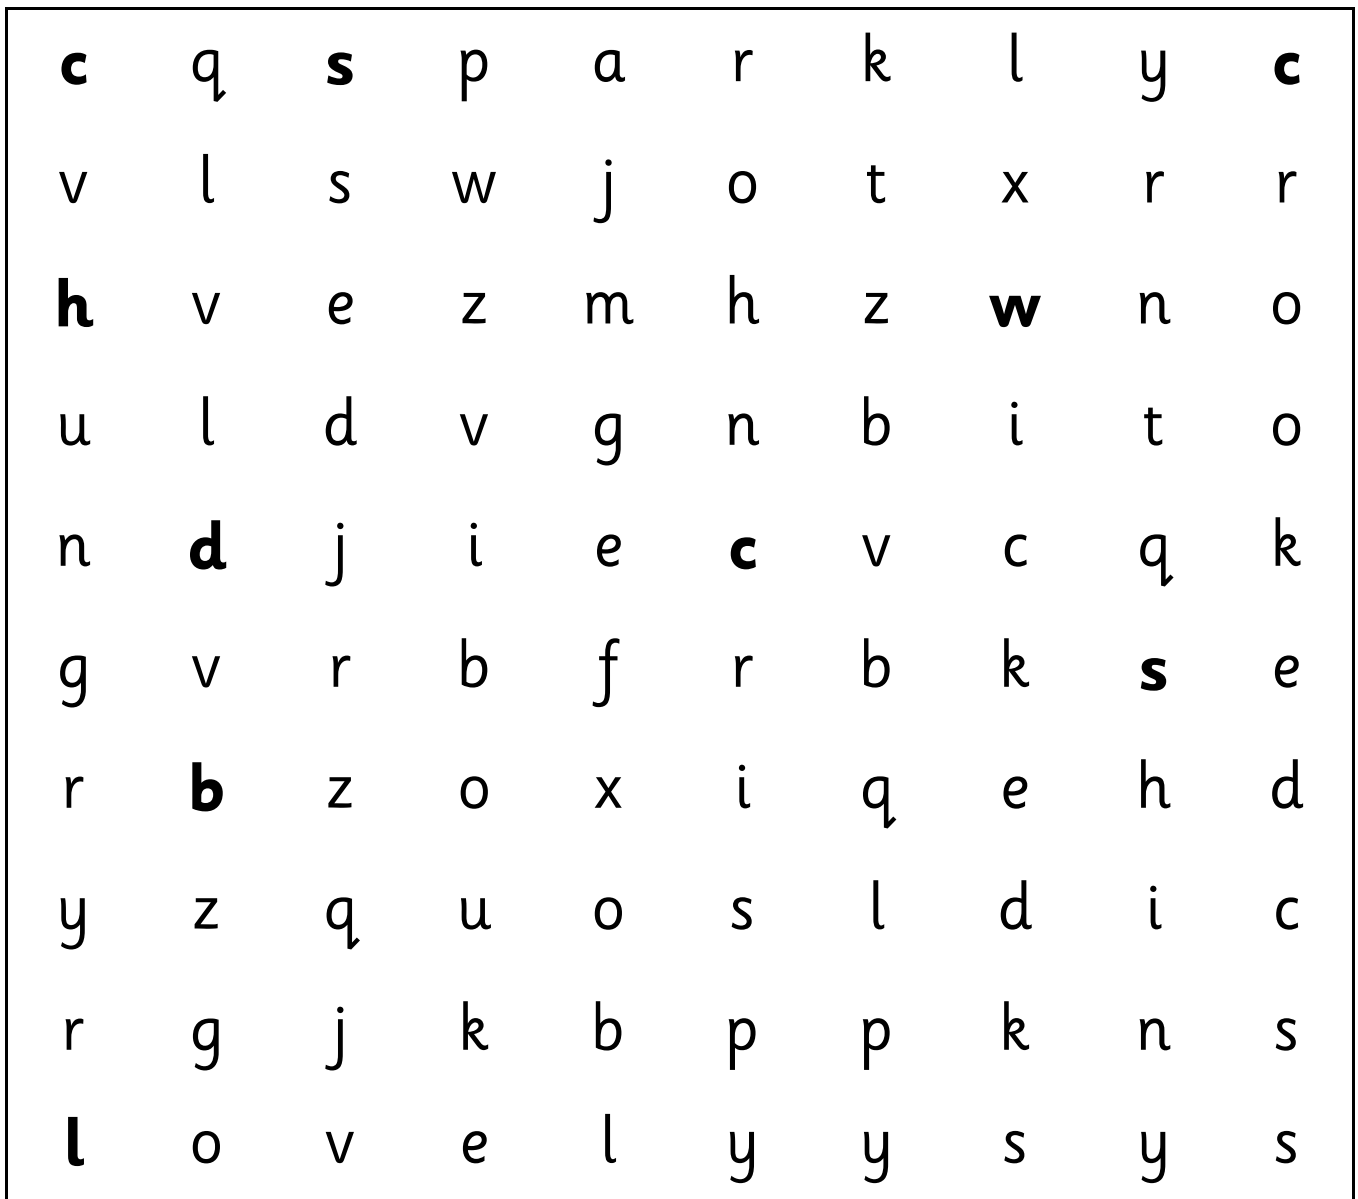 c q s p a r k l y c
v l s w j o t x r r
h v e z m h z w n o
u l d v g n b i t o
n d j i e c v c q k
g v r b f r b k s e
r b z o x i q e h d
y z q u o s l d i c
r g j k b p p k n s
l o v e l y y s y s